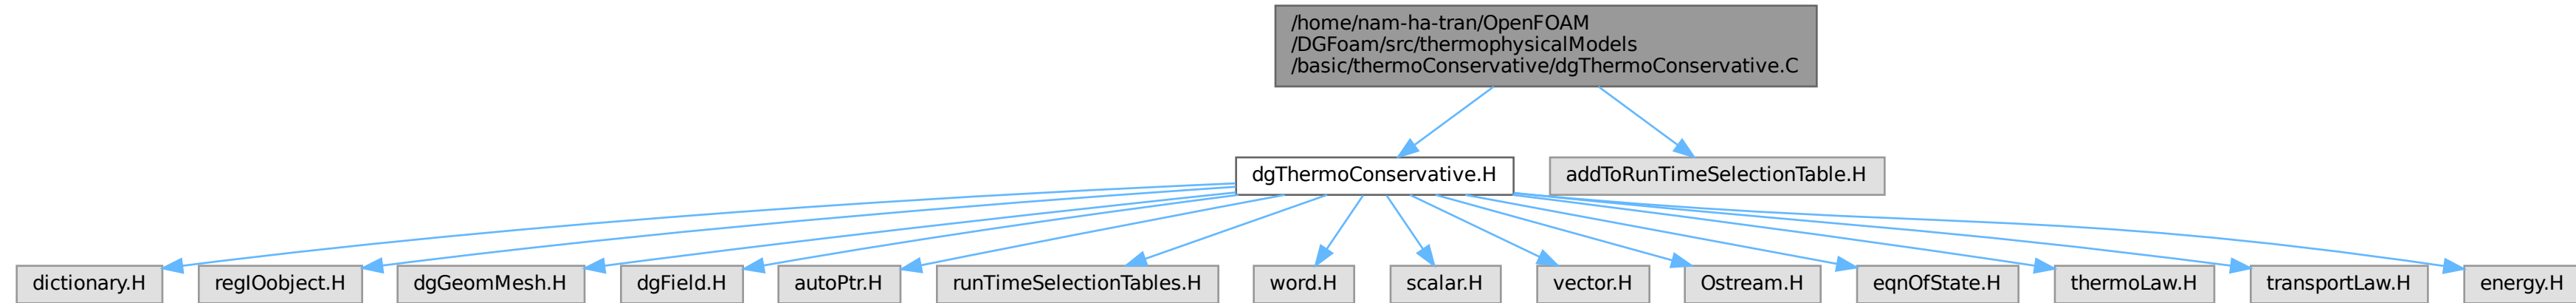 /home/nam-ha-tran/OpenFOAM
/DGFoam/src/thermophysicalModels
/basic/thermoConservative/dgThermoConservative.C
dgThermoConservative.H
addToRunTimeSelectionTable.H
dictionary.H
regIOobject.H
dgGeomMesh.H
dgField.H
autoPtr.H
runTimeSelectionTables.H
word.H
scalar.H
vector.H
Ostream.H
eqnOfState.H
thermoLaw.H
transportLaw.H
energy.H